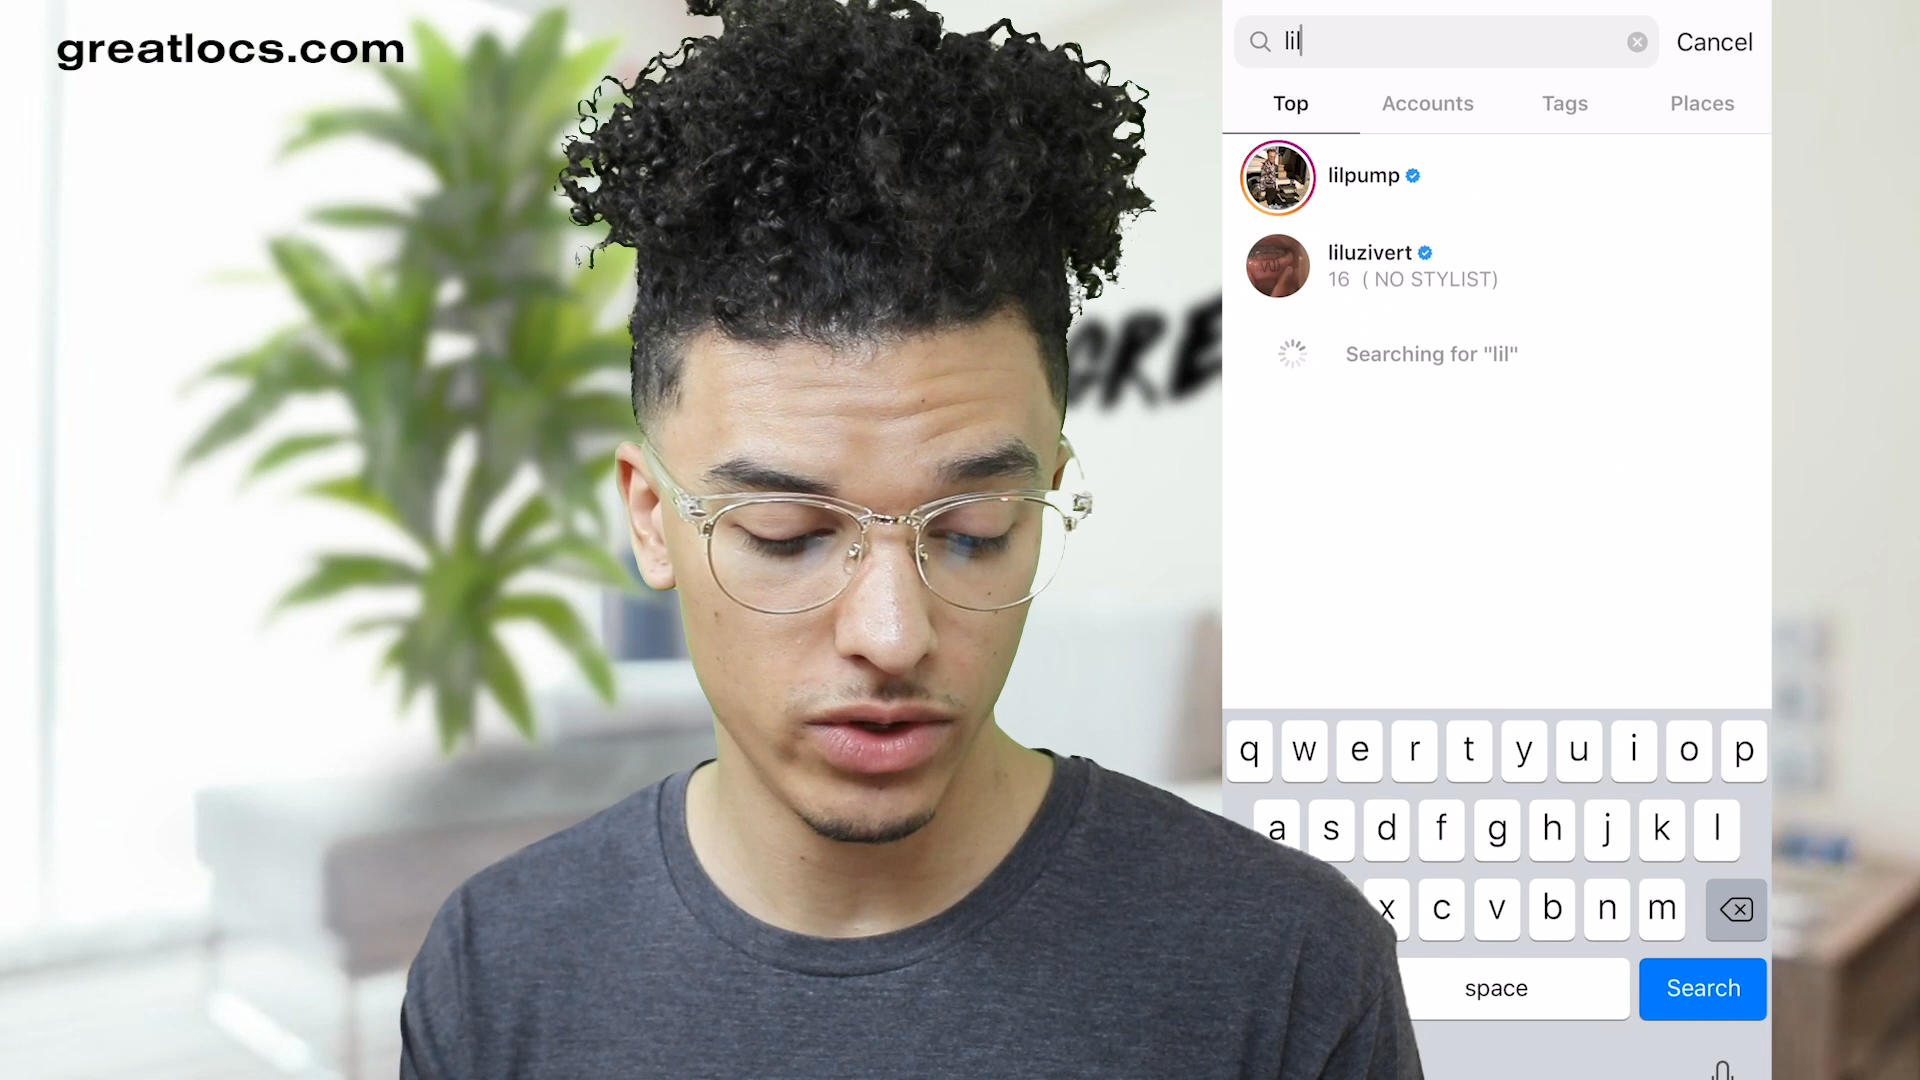 greatlocs.com
lil
Cancel
Top Accounts Tags Places
lilpump
liluzivert
16 ( NO STYLIST)
Searching for "lil"
q w e r t y u i o p
a s d f g h j k l
x c v b n m
space Search